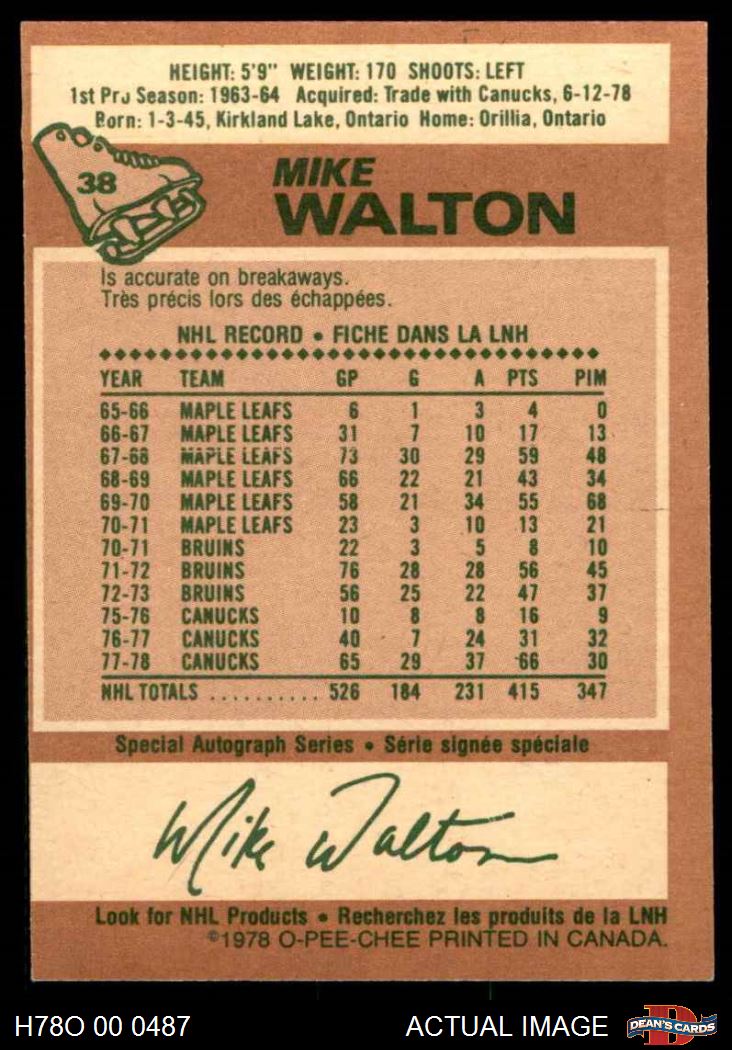 HEIGHT: 5'9" WEIGHT: 170 SHOOTS: LEFT
1st Pro Season: 1963-64 Acquired: Trade with Canucks, 6-12-78
Born: 1-3-45, Kirkland Lake, Ontario Home: Orillia, Ontario
38
MIKE
WALTON
Is accurate on breakaways.
Très précis lors des échappées.
NHL RECORD • FICHE DANS LA LNH
YEAR TEAM GP G A PTS PIM
65-66 MAPLE LEAFS 6 1 3 4 0
66-67 MAPLE LEAFS 31 7 10 17 13
67-68 MAPLE LEAFS 73 30 29 59 48
68-69 MAPLE LEAFS 66 22 21 43 34
69-70 MAPLE LEAFS 58 21 34 55 68
70-71 MAPLE LEAFS 23 3 10 13 21
70-71 BRUINS 22 3 5 8 10
71-72 BRUINS 76 28 28 56 45
72-73 BRUINS 56 25 22 47 37
75-76 CANUCKS 10 8 8 16 9
76-77 CANUCKS 40 7 24 31 32
77-78 CANUCKS 65 29 37 66 30
NHL TOTALS .......... 526 184 231 415 347
Special Autograph Series • Série signée spéciale
Mike Walton
Look for NHL Products • Recherchez les produits de la LNH
©1978 O-PEE-CHEE PRINTED IN CANADA.
H78O 00 0487 ACTUAL IMAGE
D
DEAN'S CARDS